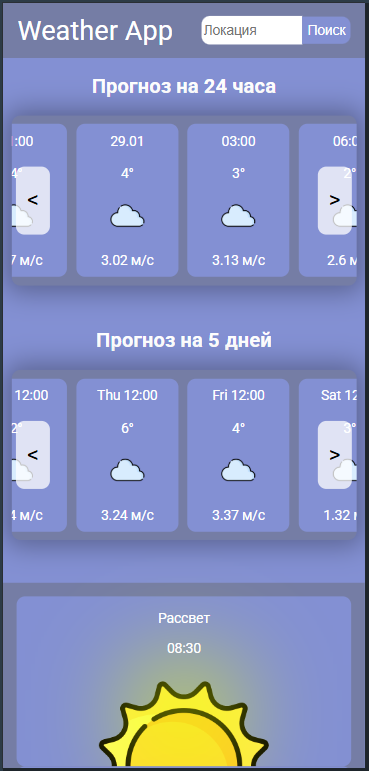 Weather App Локация Поиск
Прогноз на 24 часа
:00 29.01 03:00 06:0
4° 4° 3° 2°
< >
7 м/с 3.02 м/с 3.13 м/с 2.6 м
Прогноз на 5 дней
12:00 Thu 12:00 Fri 12:00 Sat 12
2° 6° 4° 3°
< >
4 м/с 3.24 м/с 3.37 м/с 1.32 м
Рассвет
08:30